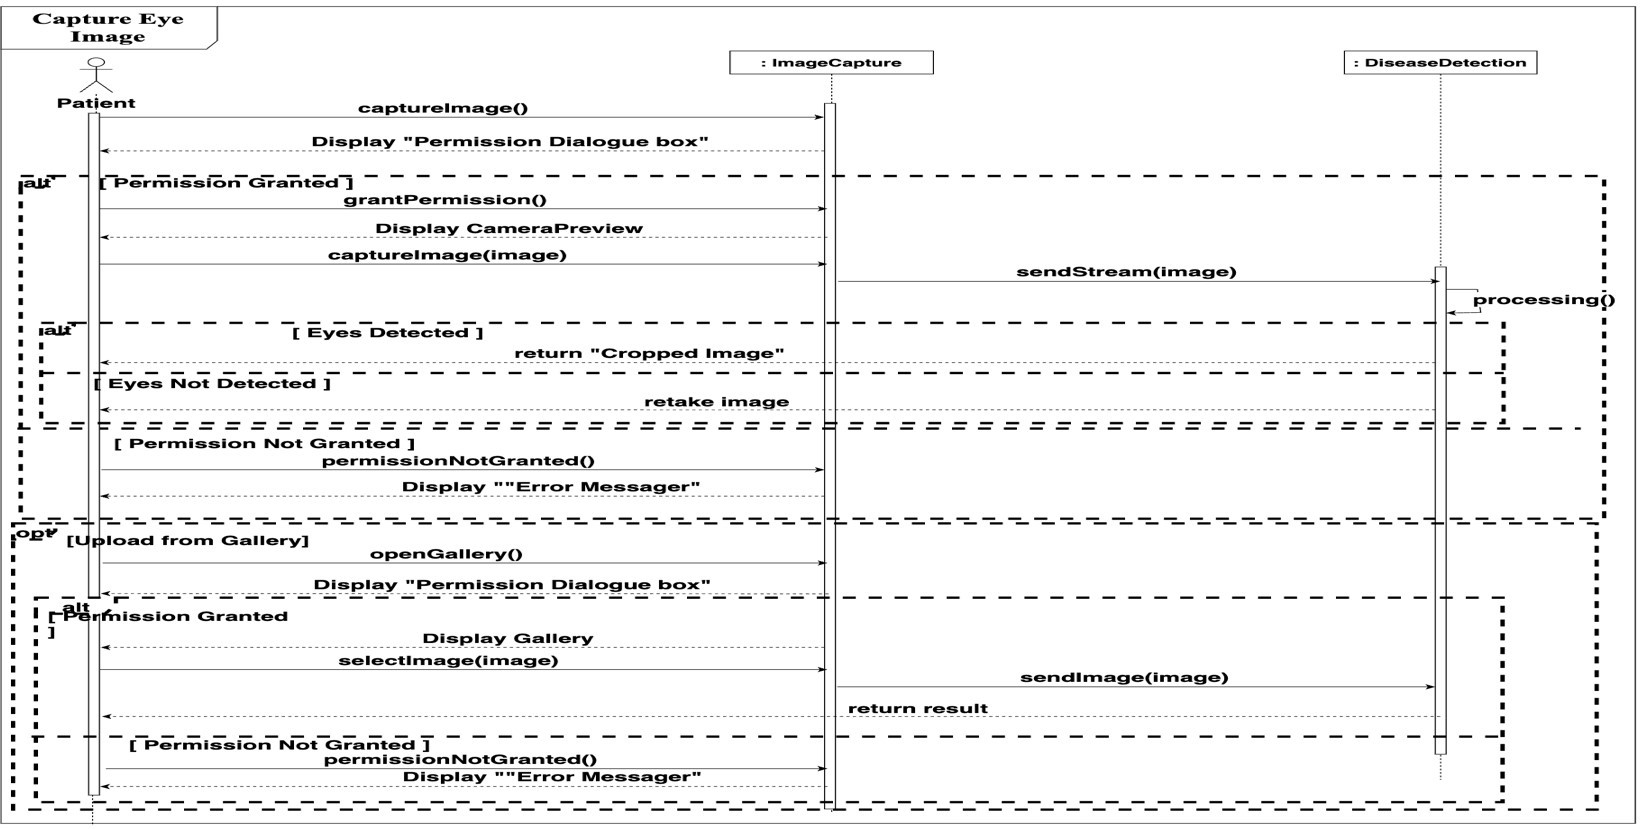 Capture Eye
Image
: ImageCapture
: DiseaseDetection
Patient
captureImage()
Display "Permission Dialogue box"
alt
[ Permission Granted ]
grantPermission()
Display CameraPreview
captureImage(image)
sendStream(image)
processing()
alt
[ Eyes Detected ]
return "Cropped Image"
[ Eyes Not Detected ]
retake image
[ Permission Not Granted ]
permissionNotGranted()
Display ""Error Messager"
opt
[Upload from Gallery]
openGallery()
Display "Permission Dialogue box"
alt
[ Permission Granted
]
Display Gallery
selectImage(image)
sendImage(image)
return result
[ Permission Not Granted ]
permissionNotGranted()
Display ""Error Messager"